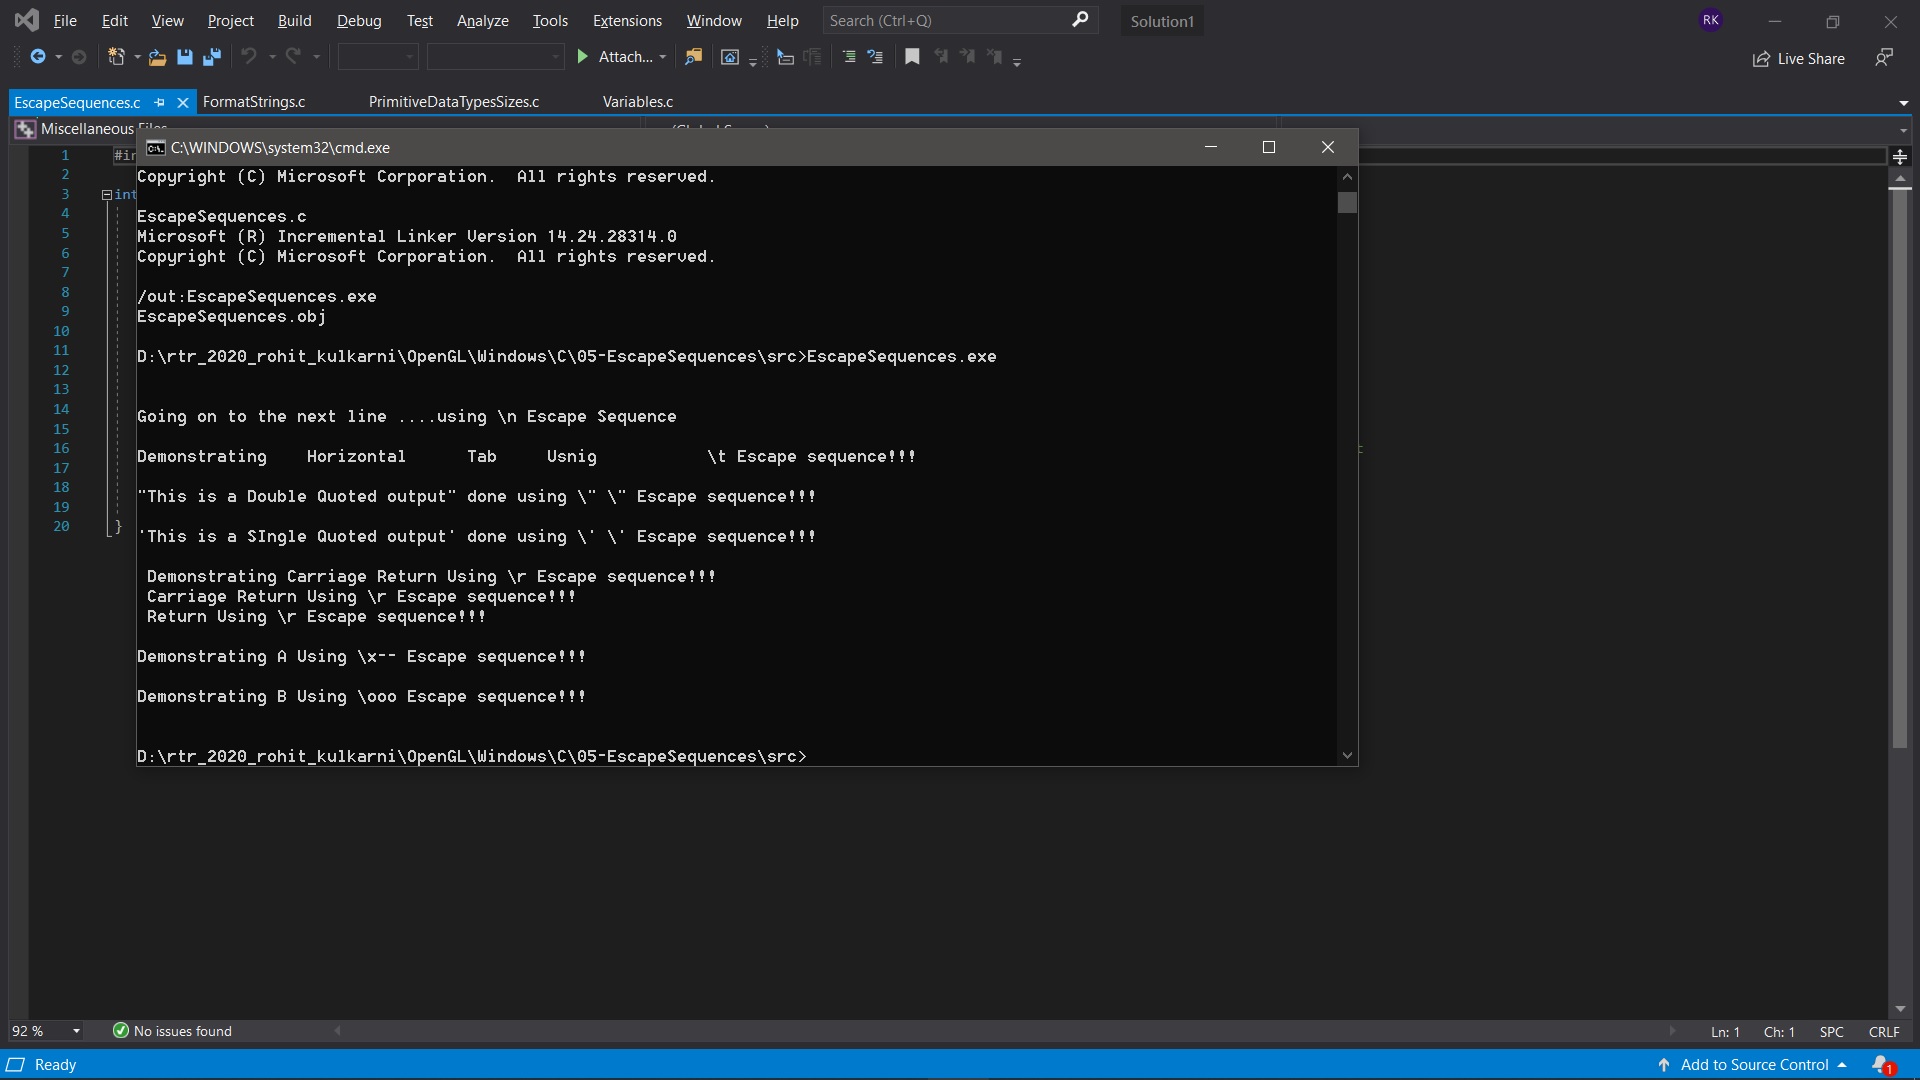 File Edit View Project Build Debug Test Analyze Tools Extensions Window Help Search (Ctrl+Q) Solution1 RK
Attach... Live Share
EscapeSequences.c FormatStrings.c PrimitiveDataTypesSizes.c Variables.c
Miscellaneous
C:\WINDOWS\system32\cmd.exe
Copyright (C) Microsoft Corporation.  All rights reserved.
EscapeSequences.c
Microsoft (R) Incremental Linker Version 14.24.28314.0
Copyright (C) Microsoft Corporation.  All rights reserved.
/out:EscapeSequences.exe
EscapeSequences.obj
D:\rtr_2020_rohit_kulkarni\OpenGL\Windows\C\05-EscapeSequences\src>EscapeSequences.exe
Going on to the next line ....using \n Escape Sequence
Demonstrating    Horizontal      Tab     Usnig           \t Escape sequence!!!
"This is a Double Quoted output" done using \" \" Escape sequence!!!
'This is a SIngle Quoted output' done using \' \' Escape sequence!!!
Demonstrating Carriage Return Using \r Escape sequence!!!
Carriage Return Using \r Escape sequence!!!
Return Using \r Escape sequence!!!
Demonstrating A Using \x-- Escape sequence!!!
Demonstrating B Using \ooo Escape sequence!!!
D:\rtr_2020_rohit_kulkarni\OpenGL\Windows\C\05-EscapeSequences\src>
1 #in
2
3 int
4
5
6
7
8
9
10
11
12
13
14
15
16
17
18
19
20 }
92 % No issues found Ln: 1 Ch: 1 SPC CRLF
Ready Add to Source Control 1